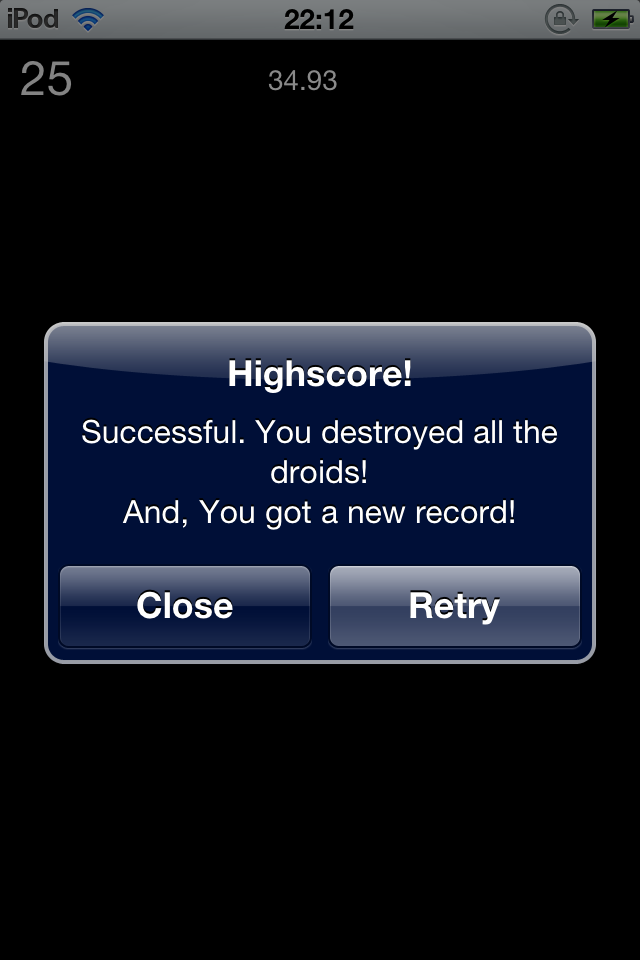 iPod 22:12
25 34.93
Highscore!
Successful. You destroyed all the
droids!
And, You got a new record!
Close Retry